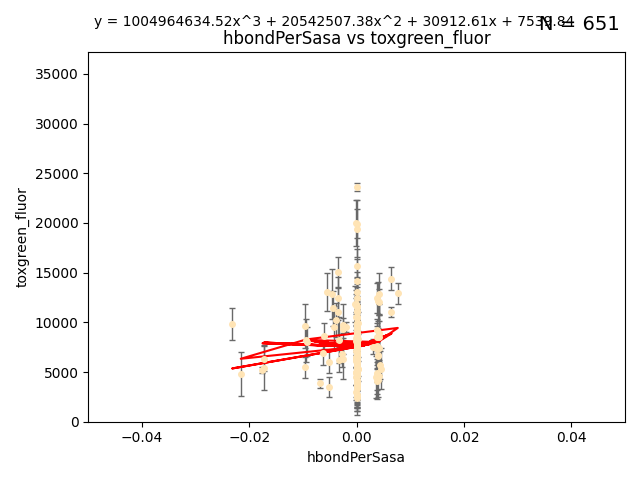 y = 1004964634.52x^3 + 20542507.38x^2 + 30912.61x + 7538.84
N = 651
hbondPerSasa vs toxgreen_fluor
35000
30000
25000
20000
15000
10000
5000
0
toxgreen_fluor
−0.04
−0.02
0.00
0.02
0.04
hbondPerSasa